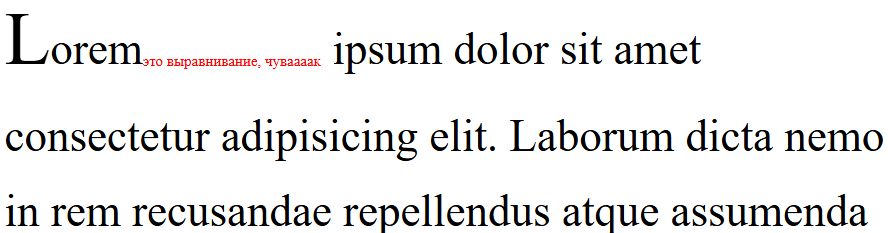 Loremэто выравнивание, чуваааак ipsum dolor sit amet
consectetur adipisicing elit. Laborum dicta nemo
in rem recusandae repellendus atque assumenda